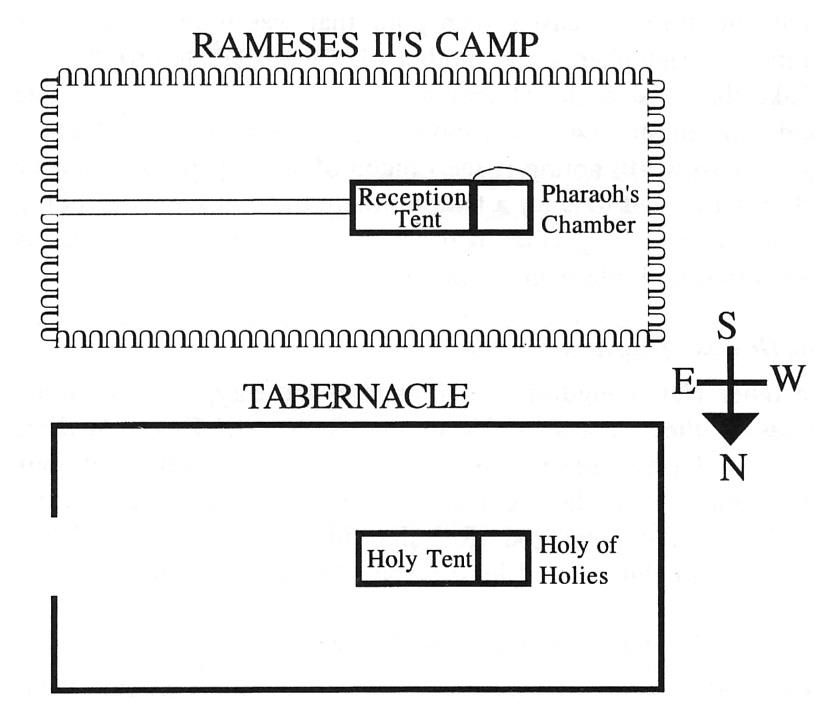 RAMESES II'S CAMP
Reception
Tent
Pharaoh's
Chamber
S
E
W
N
TABERNACLE
Holy Tent
Holy of
Holies